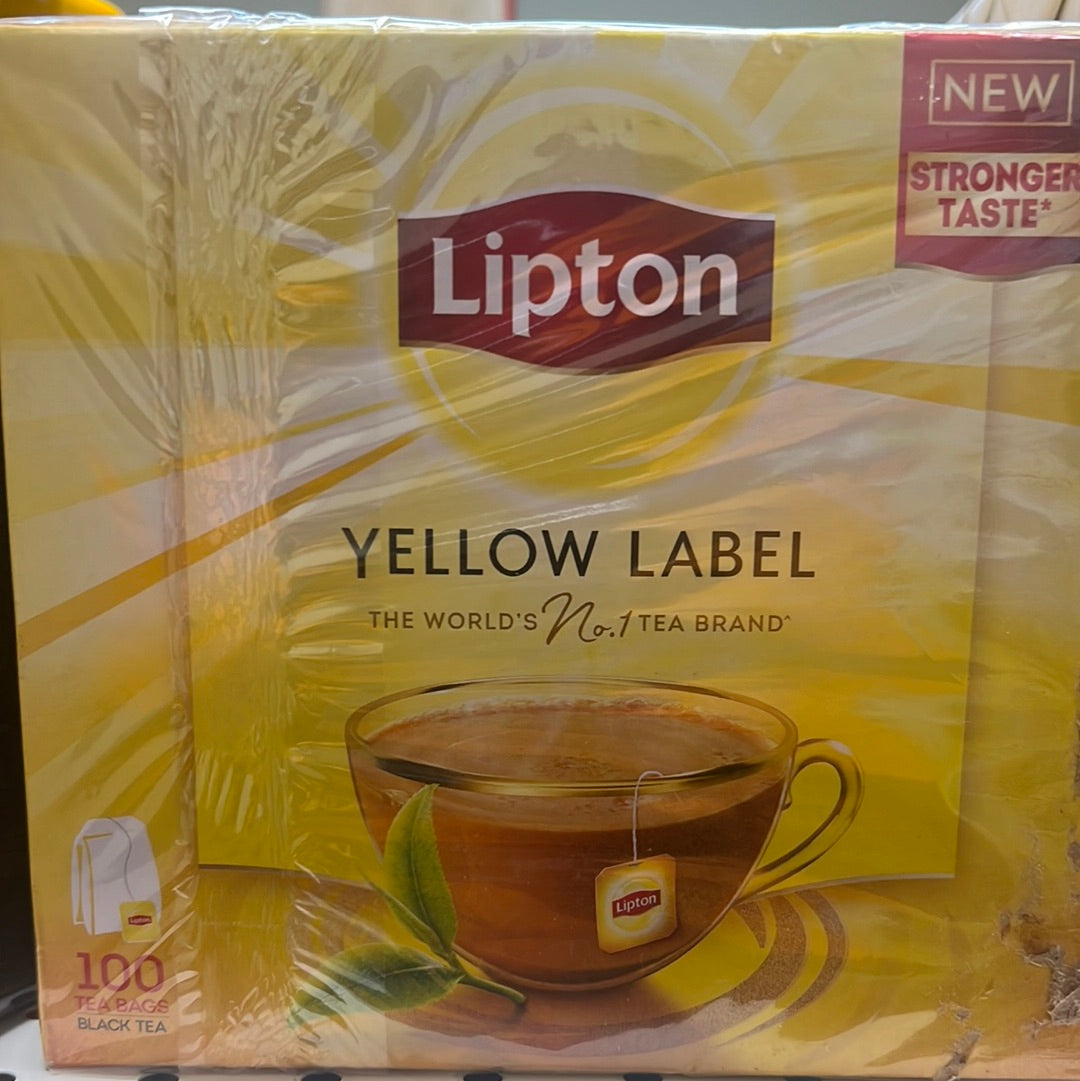 NEW
STRONGER
TASTE*
Lipton
YELLOW LABEL
THE WORLD'S No.1 TEA BRAND^
Lipton
Lipton
100
TEA BAGS
BLACK TEA